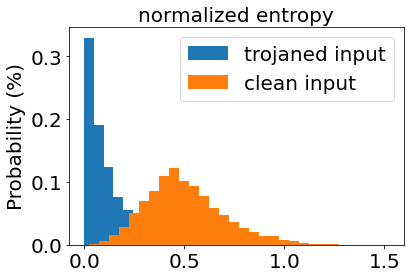 normalized entropy
trojaned input
clean input
Probability (%)
0.3
0.2
0.1
0.0
0.0 0.5 1.0 1.5